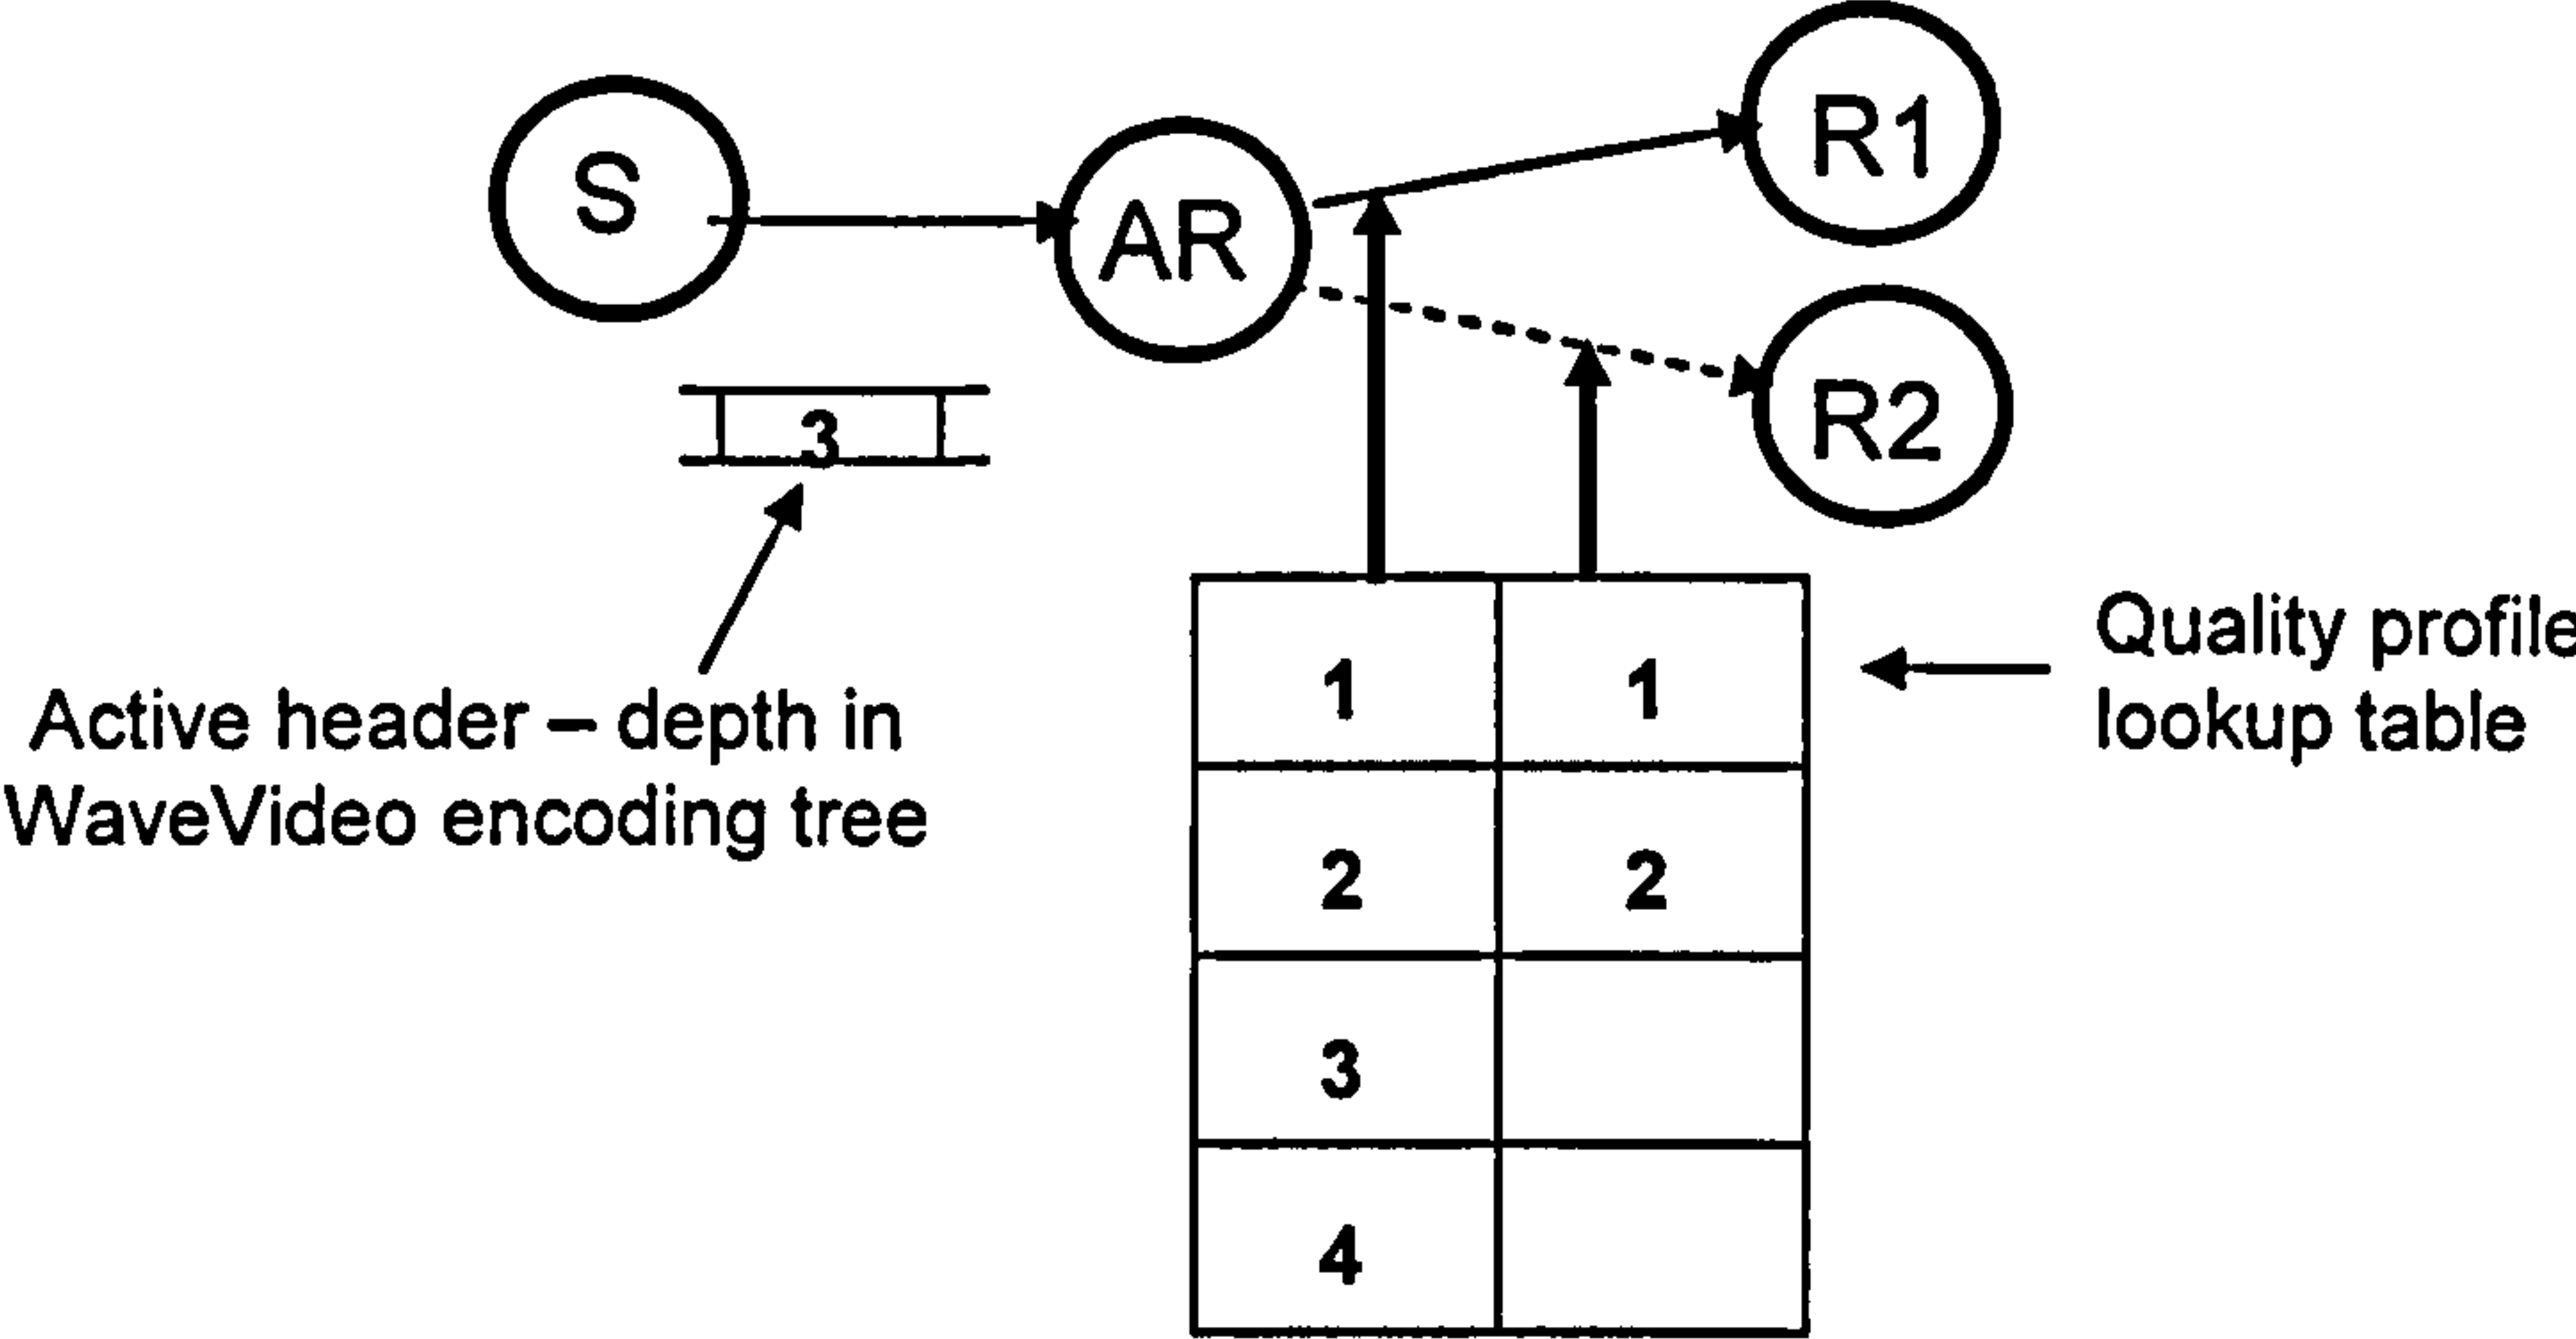 S
AR
R1
R2
3
Active header – depth in
WaveVideo encoding tree
Quality profile
lookup table
1 1
2 2
3
4